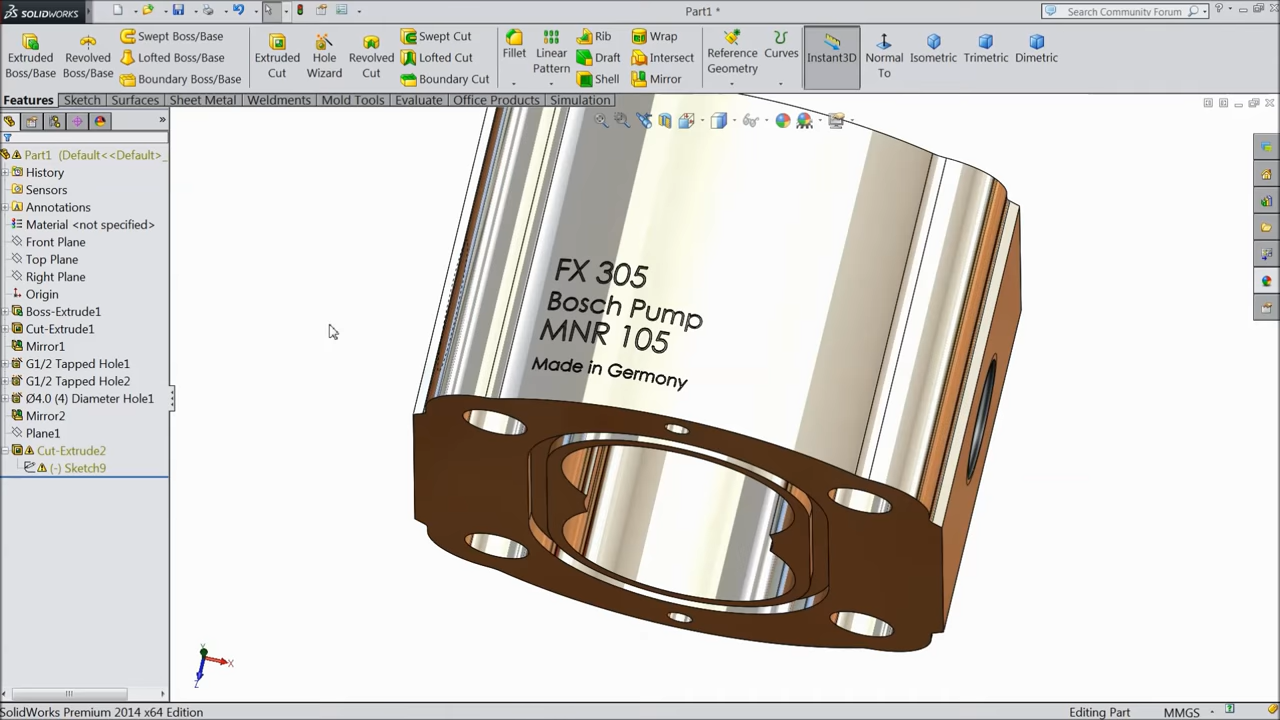 SOLIDWORKS
Part1 *
Search Community Forum
Extruded Boss/Base
Revolved Boss/Base
Swept Boss/Base
Lofted Boss/Base
Boundary Boss/Base
Extruded Cut
Hole Wizard
Revolved Cut
Swept Cut
Lofted Cut
Boundary Cut
Fillet
Linear Pattern
Rib
Draft
Shell
Wrap
Intersect
Mirror
Reference Geometry
Curves
Instant3D
Normal To
Isometric
Trimetric
Dimetric
Features
Sketch
Surfaces
Sheet Metal
Weldments
Mold Tools
Evaluate
Office Products
Simulation
Part1 (Default<<Default>_
History
Sensors
Annotations
Material <not specified>
Front Plane
Top Plane
Right Plane
Origin
Boss-Extrude1
Cut-Extrude1
Mirror1
G1/2 Tapped Hole1
G1/2 Tapped Hole2
Ø4.0 (4) Diameter Hole1
Mirror2
Plane1
Cut-Extrude2
(-) Sketch9
FX 305
Bosch Pump
MNR 105
Made in Germany
Y
X
Z
SolidWorks Premium 2014 x64 Edition
Editing Part
MMGS